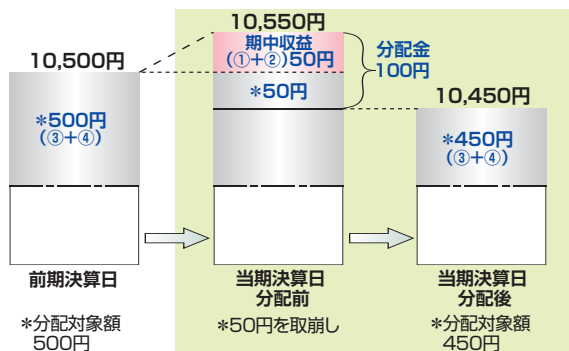 10,500円
＊500円
(③＋④)
前期決算日
＊分配対象額
500円
10,550円
期中収益
(①＋②)50円
＊50円
分配金
100円
当期決算日
分配前
＊50円を取崩し
10,450円
＊450円
(③＋④)
当期決算日
分配後
＊分配対象額
450円